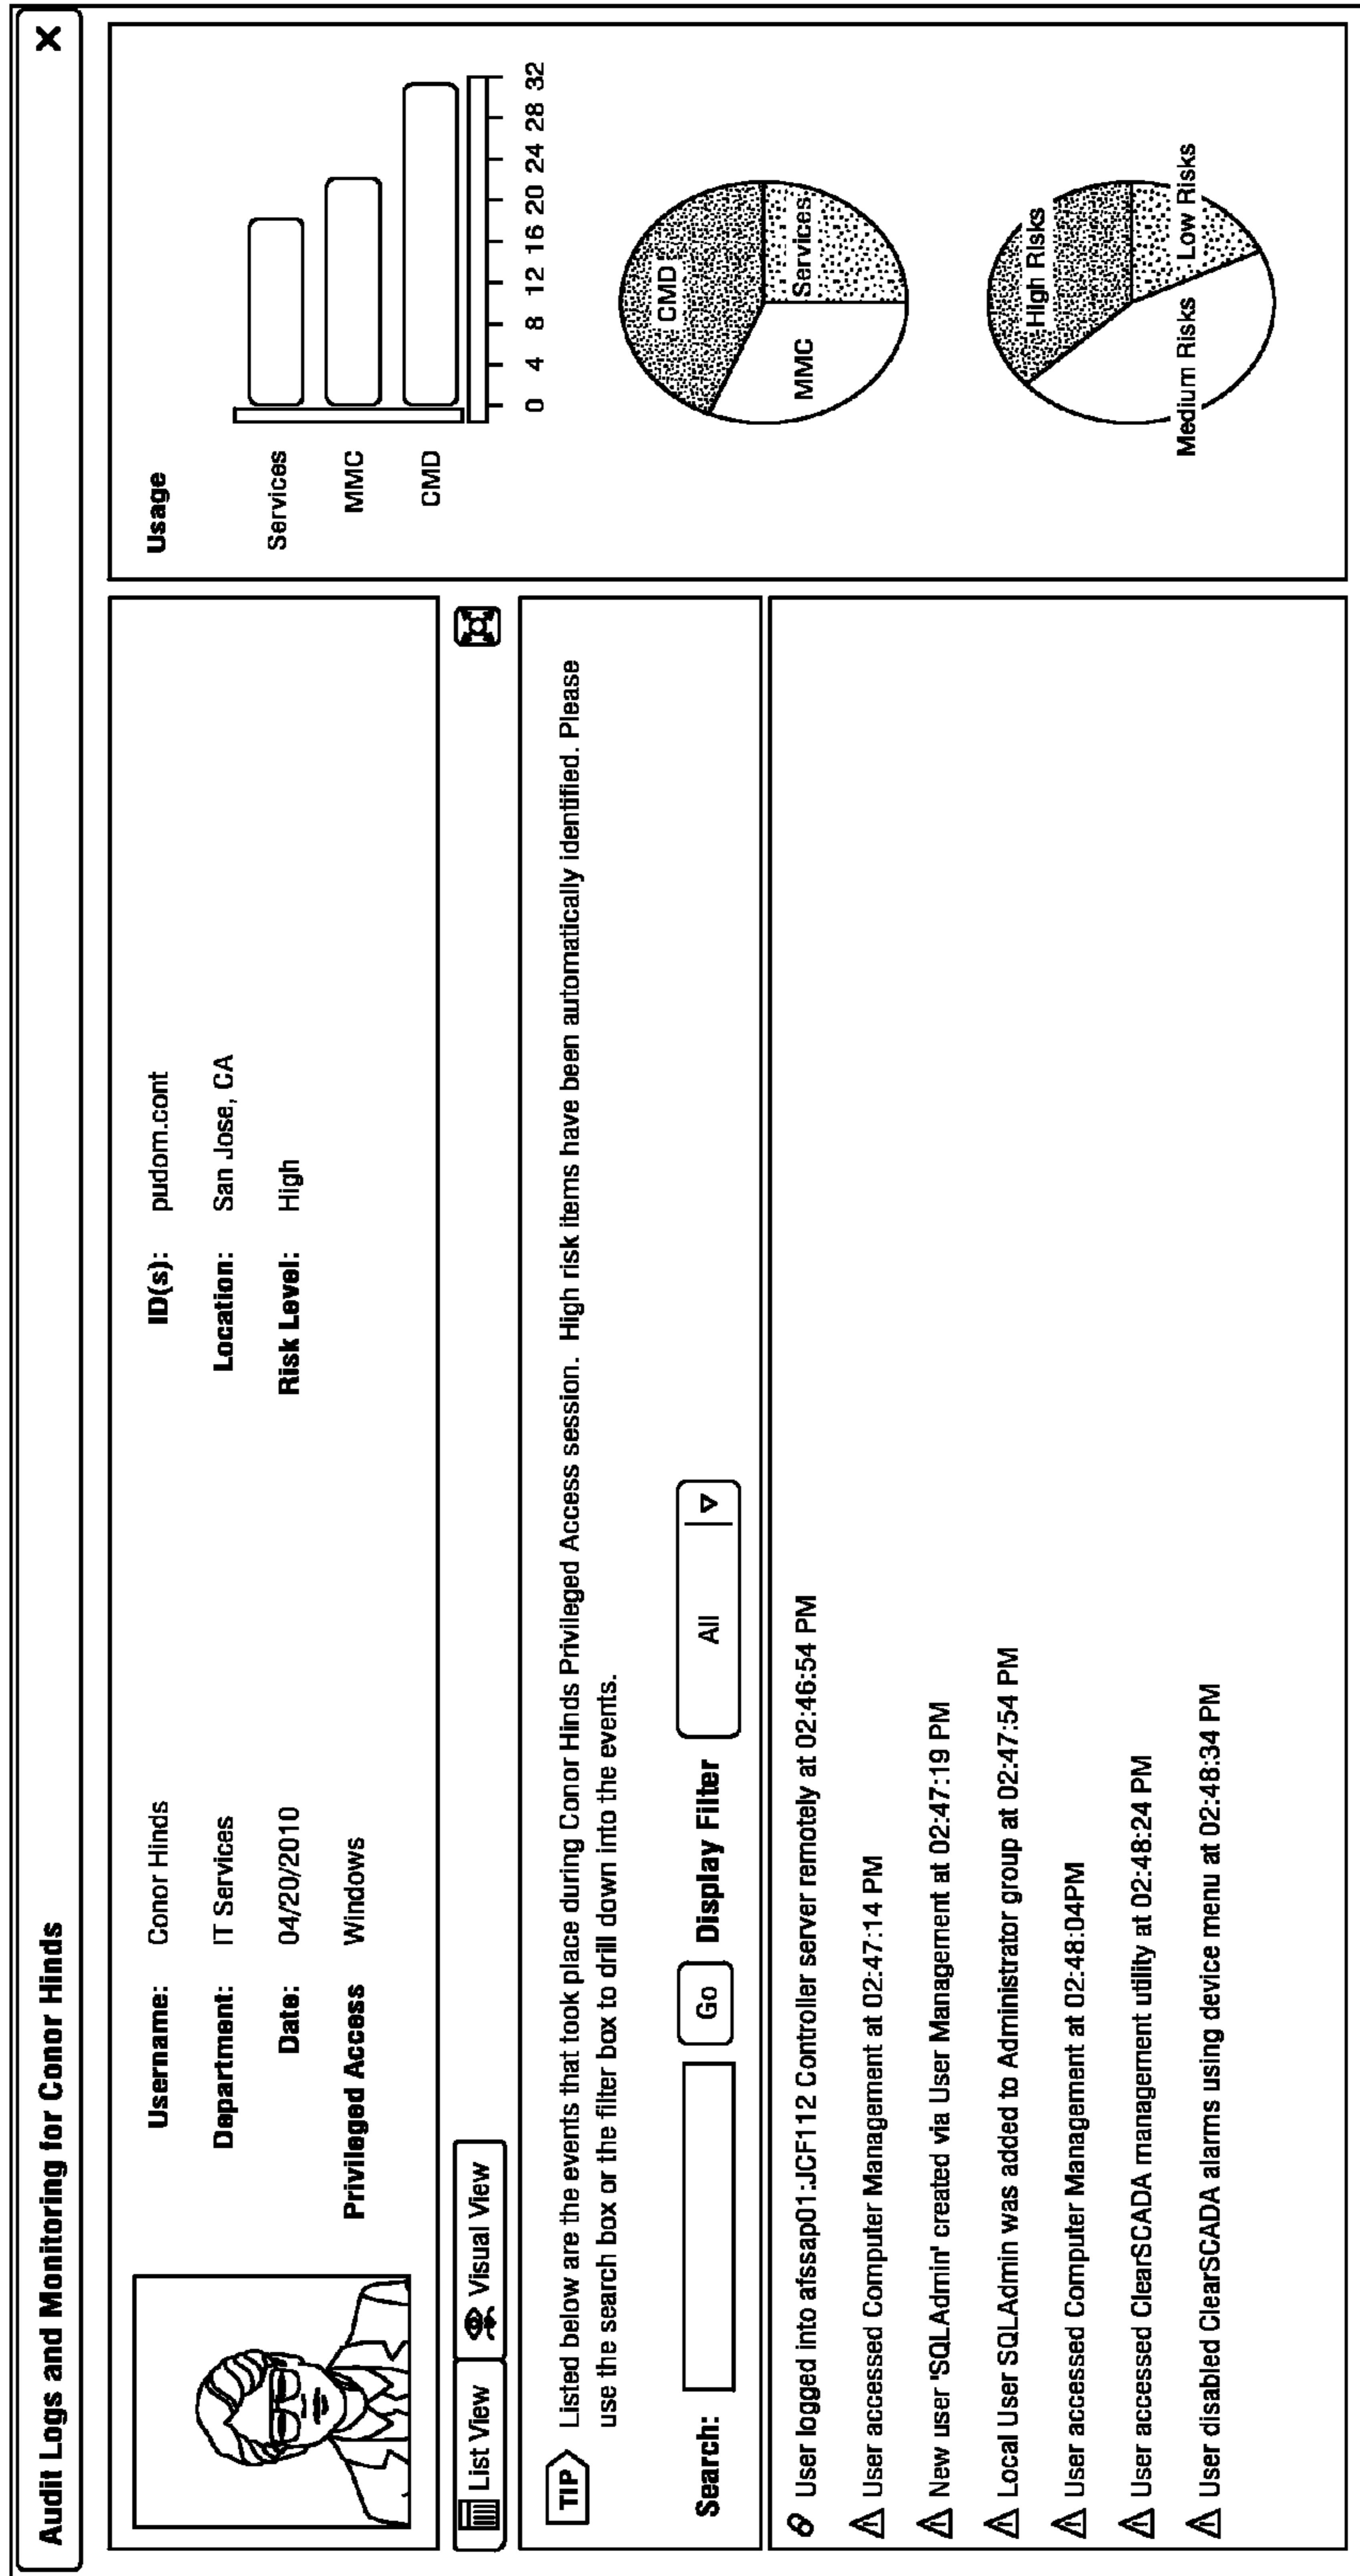 Audit Logs and Monitoring for Conor Hinds
X
Username: Conor Hinds
ID(s): pudom.cont
Department: IT Services
Location: San Jose, CA
Date: 04/20/2010
Risk Level: High
Privileged Access Windows
List View
Visual View
TIP
Listed below are the events that took place during Conor Hinds Privileged Access session. High risk items have been automatically identified. Please
use the search box or the filter box to drill down into the events.
Search: Go Display Filter All
User logged into afssap01:JCF112 Controller server remotely at 02:46:54 PM
User accessed Computer Management at 02:47:14 PM
New user 'SQLAdmin' created via User Management at 02:47:19 PM
Local User SQLAdmin was added to Administrator group at 02:47:54 PM
User accessed Computer Management at 02:48:04PM
User accessed ClearSCADA management utility at 02:48:24 PM
User disabled ClearSCADA alarms using device menu at 02:48:34 PM
Usage
Services
MMC
CMD
0 4 8 12 16 20 24 28 32
CMD
MMC
Services
High Risks
Medium Risks
Low Risks